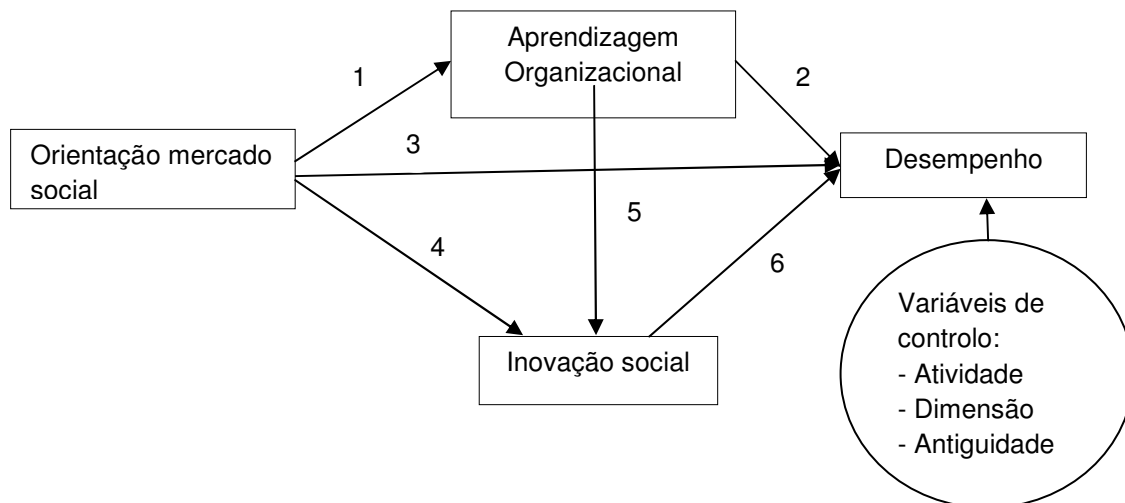 Aprendizagem
Organizacional
1
2
Orientação mercado
social
3
Desempenho
4
5
6
Inovação social
Variáveis de
controlo:
- Atividade
- Dimensão
- Antiguidade